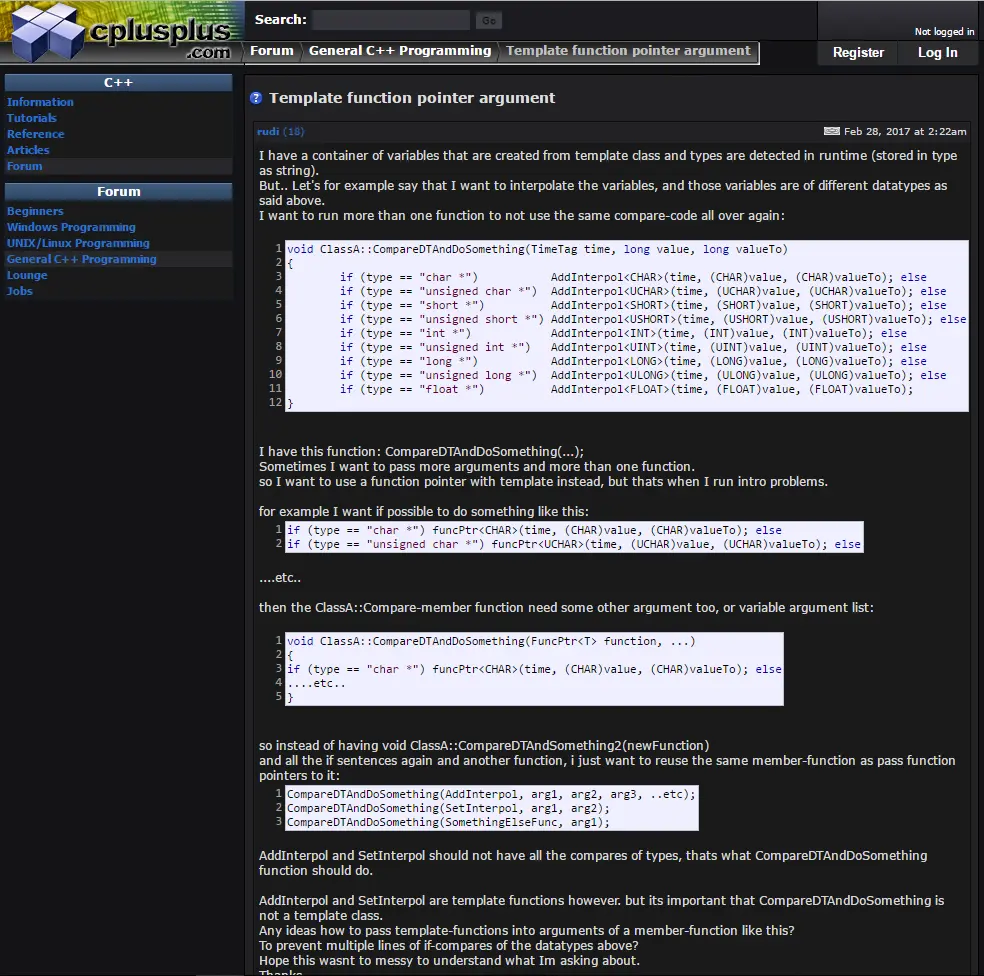 cplusplus
.com
Search:
Go
Not logged in
Forum
General C++ Programming
Template function pointer argument
Register
Log In
C++
Information
Tutorials
Reference
Articles
Forum
Forum
Beginners
Windows Programming
UNIX/Linux Programming
General C++ Programming
Lounge
Jobs
? Template function pointer argument
rudi (18)
Feb 28, 2017 at 2:22am
I have a container of variables that are created from template class and types are detected in runtime (stored in type
as string).
But.. Let's for example say that I want to interpolate the variables, and those variables are of different datatypes as
said above.
I want to run more than one function to not use the same compare-code all over again:
1 void ClassA::CompareDTAndDoSomething(TimeTag time, long value, long valueTo)
2 {
3 if (type == "char *") AddInterpol<CHAR>(time, (CHAR)value, (CHAR)valueTo); else
4 if (type == "unsigned char *") AddInterpol<UCHAR>(time, (UCHAR)value, (UCHAR)valueTo); else
5 if (type == "short *") AddInterpol<SHORT>(time, (SHORT)value, (SHORT)valueTo); else
6 if (type == "unsigned short *") AddInterpol<USHORT>(time, (USHORT)value, (USHORT)valueTo); else
7 if (type == "int *") AddInterpol<INT>(time, (INT)value, (INT)valueTo); else
8 if (type == "unsigned int *") AddInterpol<UINT>(time, (UINT)value, (UINT)valueTo); else
9 if (type == "long *") AddInterpol<LONG>(time, (LONG)value, (LONG)valueTo); else
10 if (type == "unsigned long *") AddInterpol<ULONG>(time, (ULONG)value, (ULONG)valueTo); else
11 if (type == "float *") AddInterpol<FLOAT>(time, (FLOAT)value, (FLOAT)valueTo);
12 }
I have this function: CompareDTAndDoSomething(...);
Sometimes I want to pass more arguments and more than one function.
so I want to use a function pointer with template instead, but thats when I run intro problems.
for example I want if possible to do something like this:
1 if (type == "char *") funcPtr<CHAR>(time, (CHAR)value, (CHAR)valueTo); else
2 if (type == "unsigned char *") funcPtr<UCHAR>(time, (UCHAR)value, (UCHAR)valueTo); else
....etc..
then the ClassA::Compare-member function need some other argument too, or variable argument list:
1 void ClassA::CompareDTAndDoSomething(FuncPtr<T> function, ...)
2 {
3 if (type == "char *") funcPtr<CHAR>(time, (CHAR)value, (CHAR)valueTo); else
4 ....etc..
5 }
so instead of having void ClassA::CompareDTAndSomething2(newFunction)
and all the if sentences again and another function, i just want to reuse the same member-function as pass function
pointers to it:
1 CompareDTAndDoSomething(AddInterpol, arg1, arg2, arg3, ..etc);
2 CompareDTAndDoSomething(SetInterpol, arg1, arg2);
3 CompareDTAndDoSomething(SomethingElseFunc, arg1);
AddInterpol and SetInterpol should not have all the compares of types, thats what CompareDTAndDoSomething
function should do.
AddInterpol and SetInterpol are template functions however. but its important that CompareDTAndDoSomething is
not a template class.
Any ideas how to pass template-functions into arguments of a member-function like this?
To prevent multiple lines of if-compares of the datatypes above?
Hope this wasnt to messy to understand what Im asking about.
Thanks